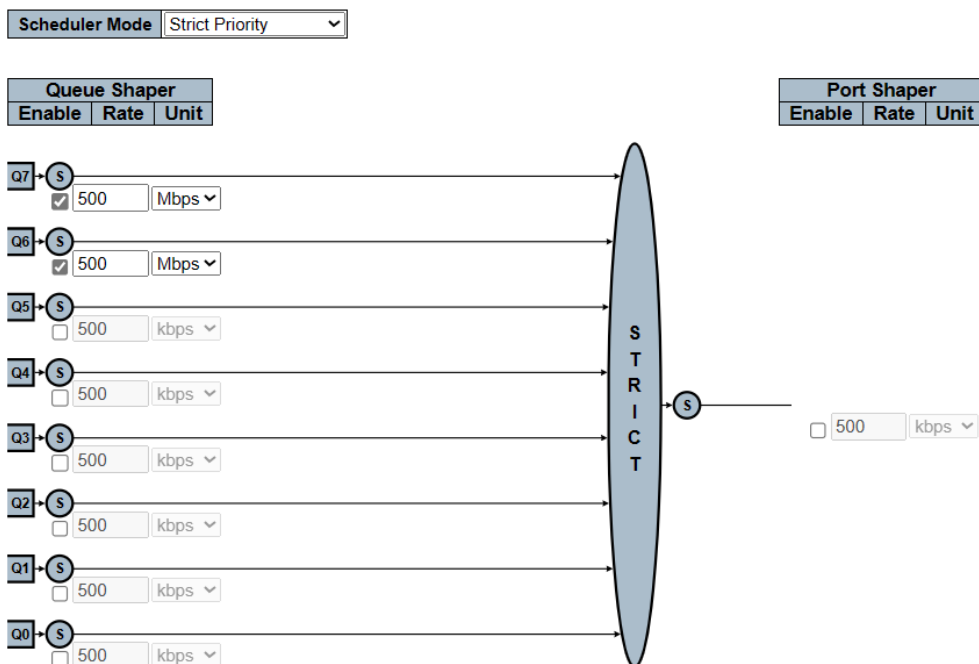 Scheduler Mode Strict Priority
Queue Shaper
Enable Rate Unit
Port Shaper
Enable Rate Unit
Q7 S
500 Mbps
Q6 S
500 Mbps
Q5 S
500 kbps
Q4 S
500 kbps
Q3 S
500 kbps
Q2 S
500 kbps
Q1 S
500 kbps
Q0 S
500 kbps
S
T
R
I
C
T
S
500 kbps